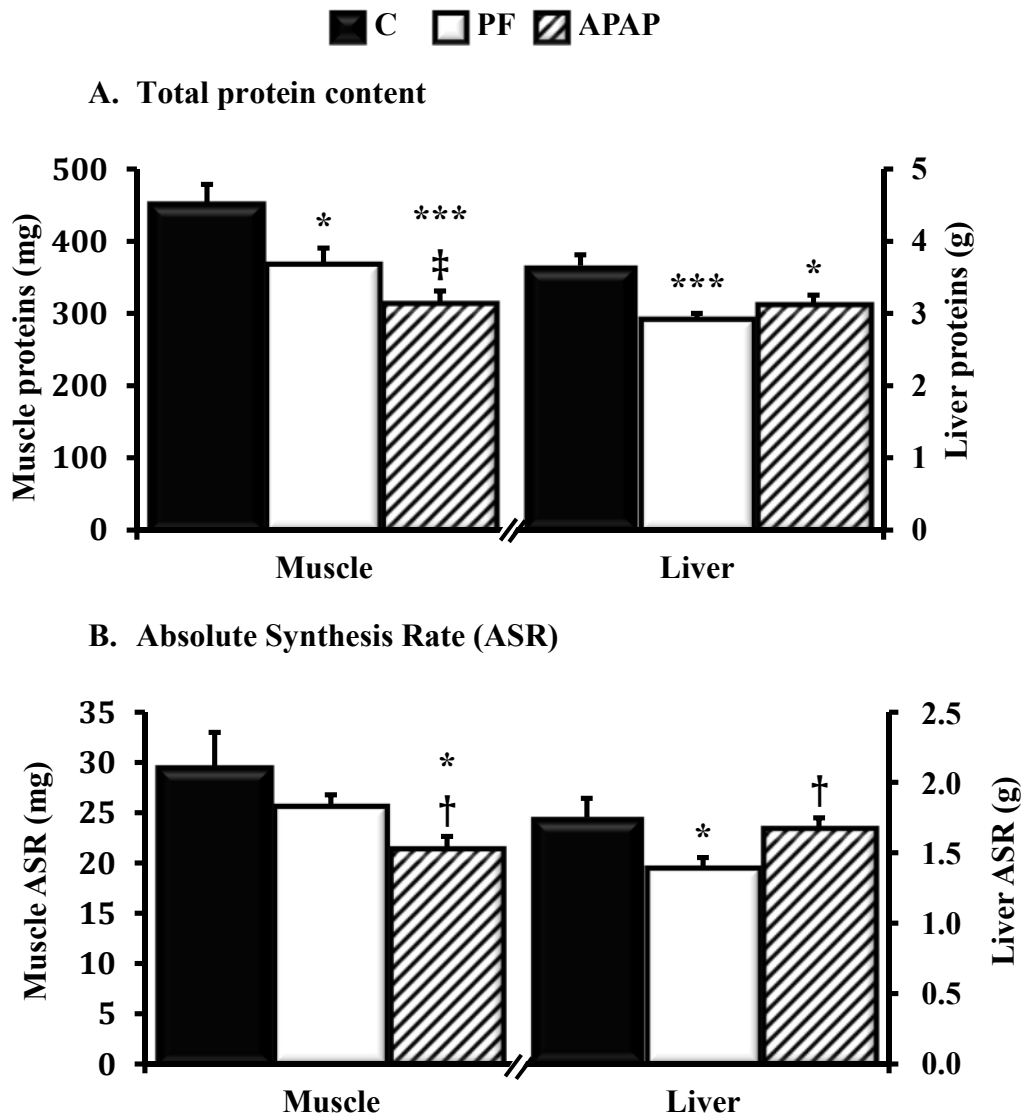 C PF APAP
A. Total protein content
Muscle proteins (mg)
500
400
300
200
100
0
* *** ‡ *** *
5
4
3
2
1
0
Liver proteins (g)
Muscle Liver
B. Absolute Synthesis Rate (ASR)
Muscle ASR (mg)
35
30
25
20
15
10
5
0
* † * †
2.5
2.0
1.5
1.0
0.5
0.0
Liver ASR (g)
Muscle Liver